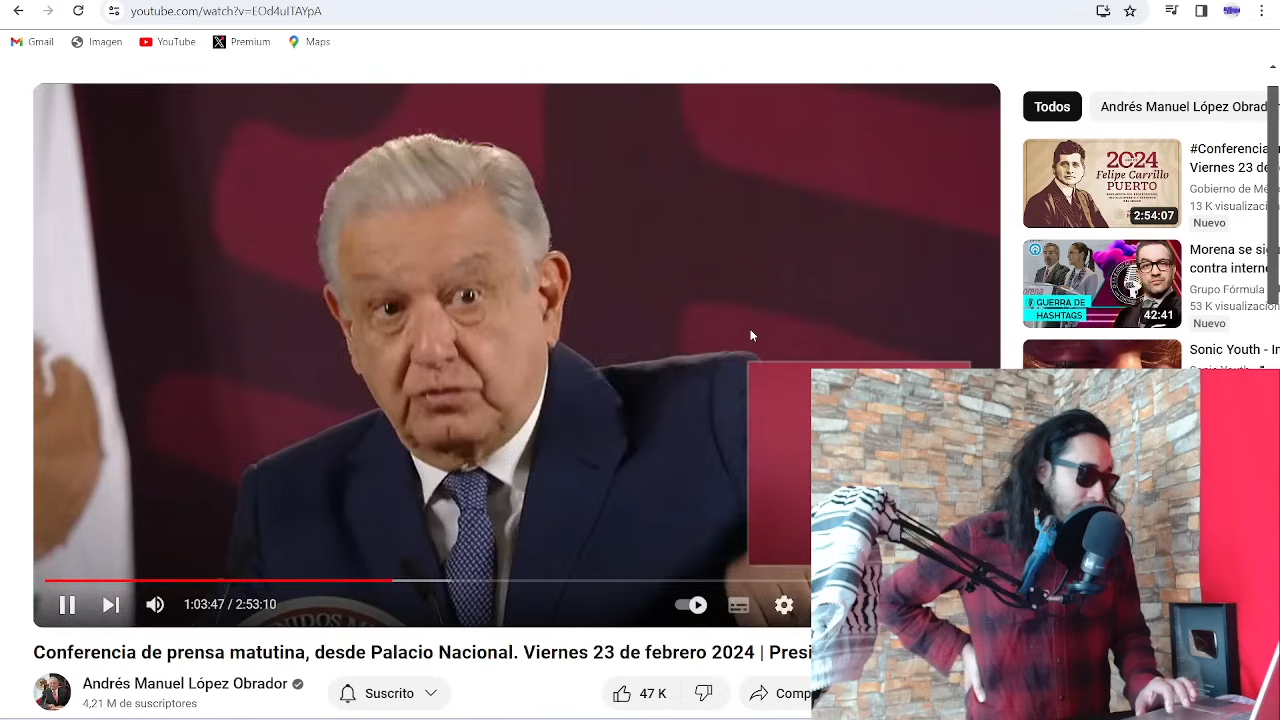 youtube.com/watch?v=EOd4ulTAYpA
Gmail
Imagen
YouTube
Premium
Maps
Todos
Andrés Manuel López Obrad
2024
Felipe Carrillo
PUERTO
2:54:07
#Conferencia
Viernes 23 de
Gobierno de Mé
13 K visualizaci
Nuevo
GUERRA DE
HASHTAGS
42:41
Morena se si
contra interne
Grupo Fórmula
53 K visualizacion
Nuevo
Sonic Youth - In
1:03:47 / 2:53:10
Conferencia de prensa matutina, desde Palacio Nacional. Viernes 23 de febrero 2024 | Presi
Andrés Manuel López Obrador
4,21 M de suscriptores
Suscrito
47 K
Comp